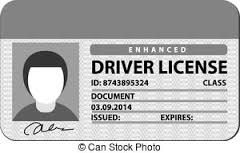 ENHANCED
DRIVER LICENSE
ID: 8743895324 CLASS
DOCUMENT
03.09.2014
ISSUED: EXPIRES:
© Can Stock Photo